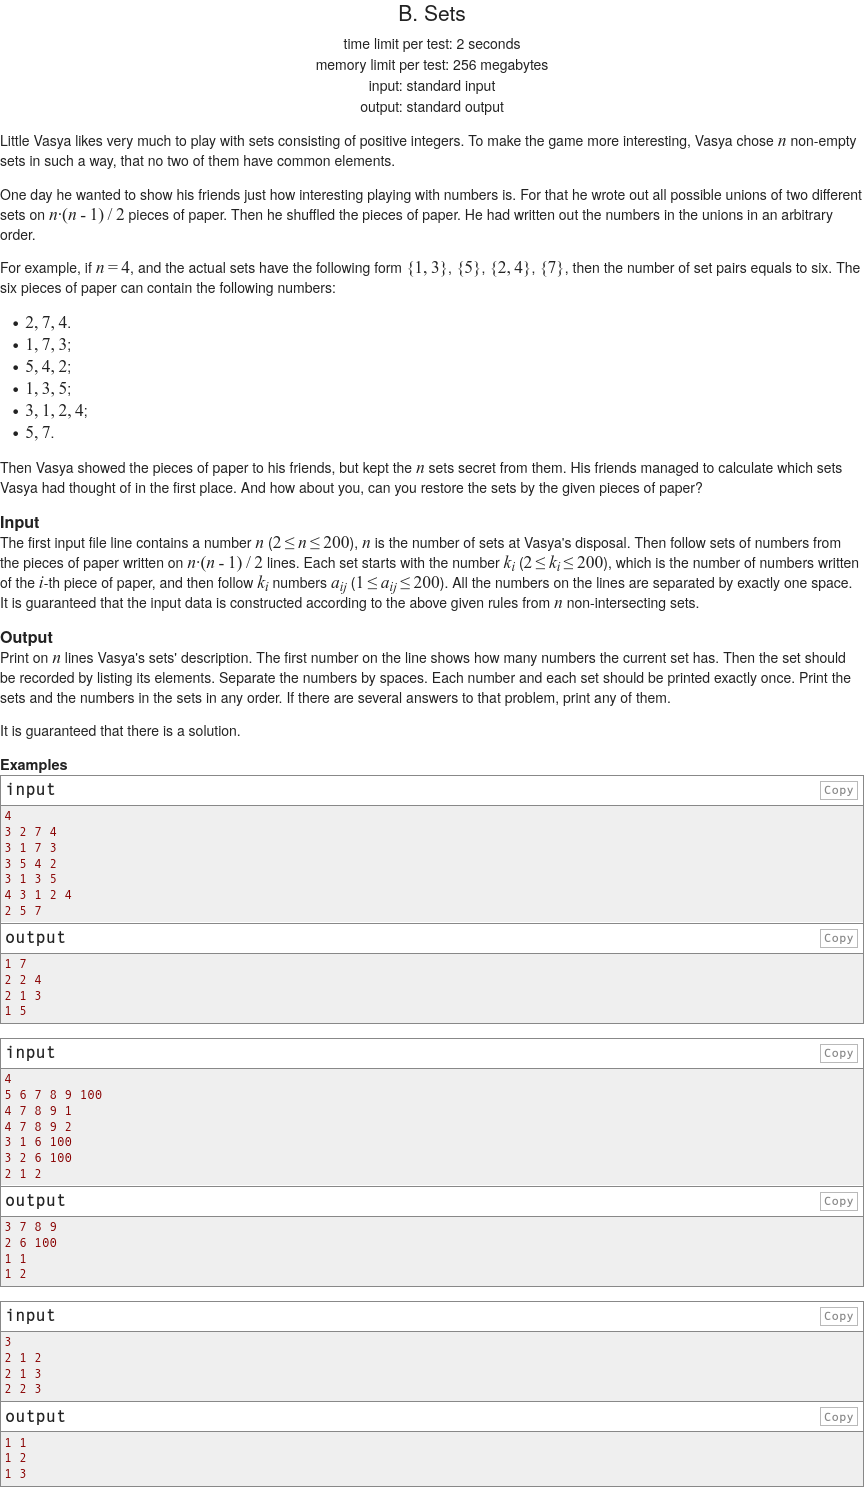 B. Sets
time limit per test: 2 seconds
memory limit per test: 256 megabytes
input: standard input
output: standard output
Little Vasya likes very much to play with sets consisting of positive integers. To make the game more interesting, Vasya chose n non-empty
sets in such a way, that no two of them have common elements.
One day he wanted to show his friends just how interesting playing with numbers is. For that he wrote out all possible unions of two different
sets on n·(n - 1) / 2 pieces of paper. Then he shuffled the pieces of paper. He had written out the numbers in the unions in an arbitrary
order.
For example, if n = 4, and the actual sets have the following form {1, 3}, {5}, {2, 4}, {7}, then the number of set pairs equals to six. The
six pieces of paper can contain the following numbers:
• 2, 7, 4.
• 1, 7, 3;
• 5, 4, 2;
• 1, 3, 5;
• 3, 1, 2, 4;
• 5, 7.
Then Vasya showed the pieces of paper to his friends, but kept the n sets secret from them. His friends managed to calculate which sets
Vasya had thought of in the first place. And how about you, can you restore the sets by the given pieces of paper?
Input
The first input file line contains a number n (2 ≤ n ≤ 200), n is the number of sets at Vasya's disposal. Then follow sets of numbers from
the pieces of paper written on n·(n - 1) / 2 lines. Each set starts with the number ki (2 ≤ ki ≤ 200), which is the number of numbers written
of the i-th piece of paper, and then follow ki numbers aij (1 ≤ aij ≤ 200). All the numbers on the lines are separated by exactly one space.
It is guaranteed that the input data is constructed according to the above given rules from n non-intersecting sets.
Output
Print on n lines Vasya's sets' description. The first number on the line shows how many numbers the current set has. Then the set should
be recorded by listing its elements. Separate the numbers by spaces. Each number and each set should be printed exactly once. Print the
sets and the numbers in the sets in any order. If there are several answers to that problem, print any of them.
It is guaranteed that there is a solution.
Examples
input Copy
4
3 2 7 4
3 1 7 3
3 5 4 2
3 1 3 5
4 3 1 2 4
2 5 7
output Copy
1 7
2 2 4
2 1 3
1 5
input Copy
4
5 6 7 8 9 100
4 7 8 9 1
4 7 8 9 2
3 1 6 100
3 2 6 100
2 1 2
output Copy
3 7 8 9
2 6 100
1 1
1 2
input Copy
3
2 1 2
2 1 3
2 2 3
output Copy
1 1
1 2
1 3